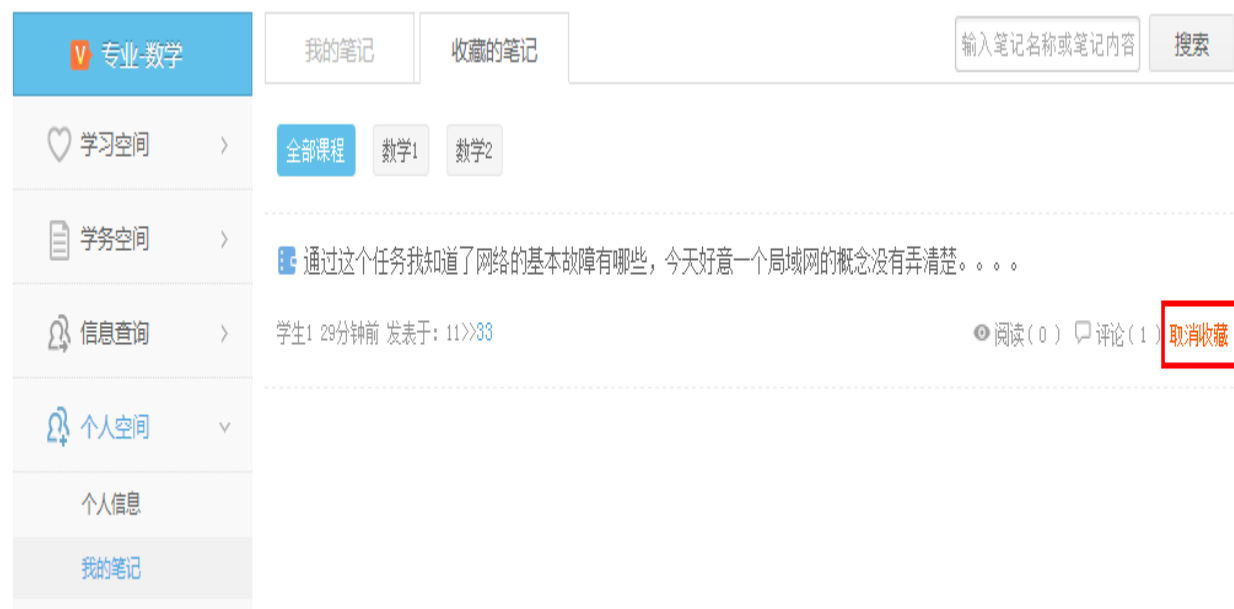 专业-数学
学习空间
学务空间
信息查询
个人空间
个人信息
我的笔记
我的笔记 收藏的笔记 输入笔记名称或笔记内容 搜索
全部课程 数学1 数学2
通过这个任务我知道了网络的基本故障有哪些，今天好意一个局域网的概念没有弄清楚。。。。
学生1 29分钟前 发表于: 11>>33 阅读(0) 评论(1) 取消收藏